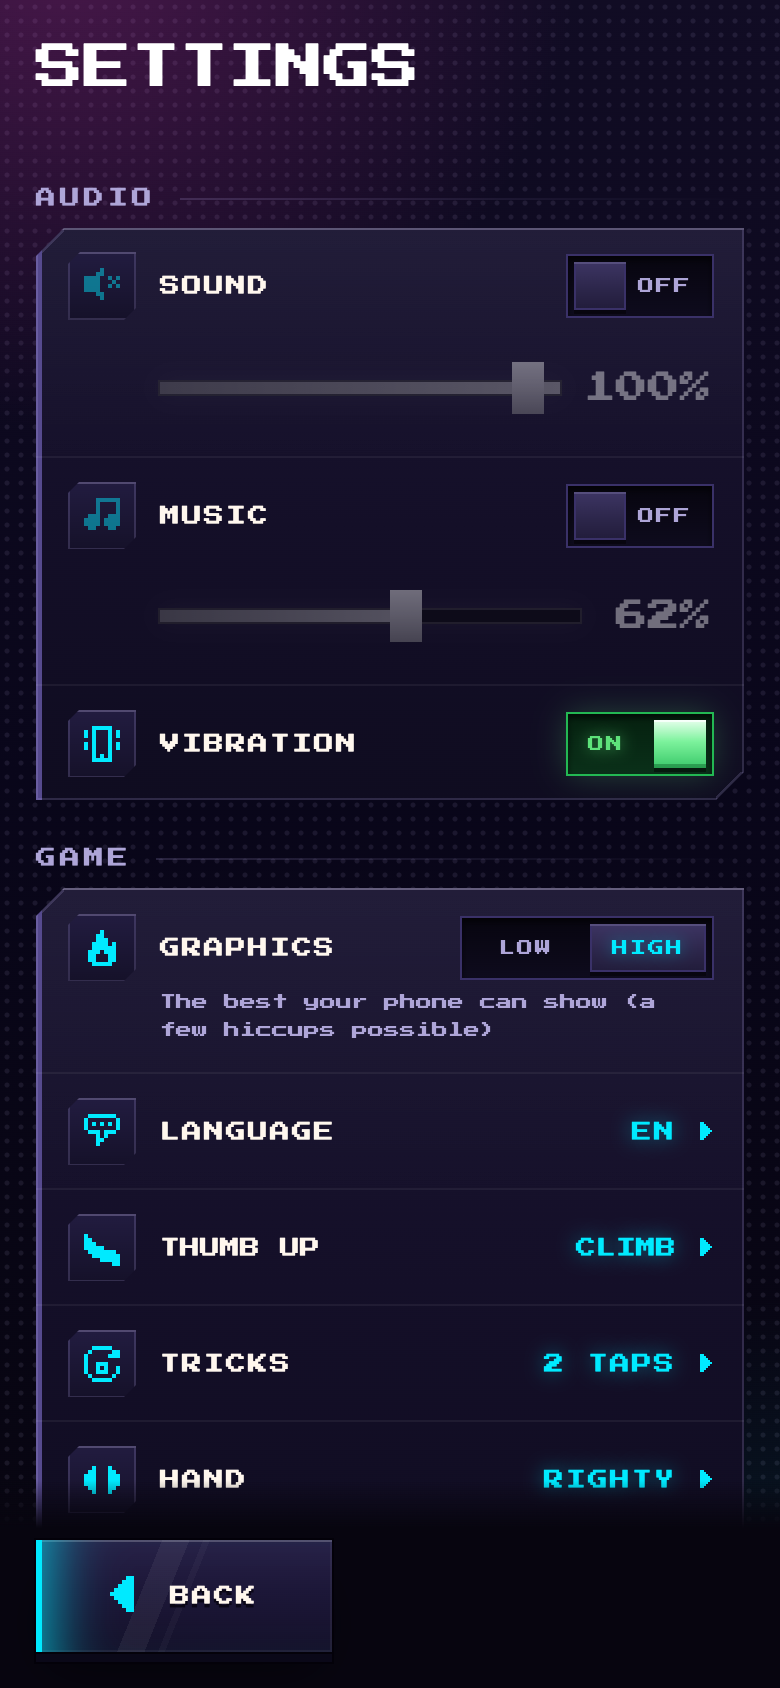 SETTINGS
AUDIO
SOUND OFF
100%
MUSIC OFF
62%
VIBRATION ON
GAME
GRAPHICS LOW HIGH
The best your phone can show (a
few hiccups possible)
LANGUAGE EN
THUMB UP CLIMB
TRICKS 2 TAPS
HAND RIGHTY
BACK